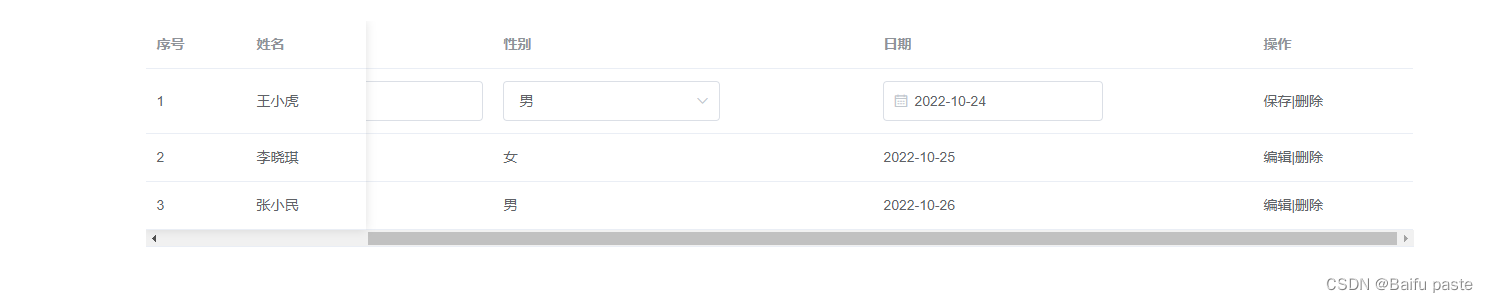 序号 姓名 性别 日期 操作
1 王小虎 男 2022-10-24 保存|删除
2 李晓琪 女 2022-10-25 编辑|删除
3 张小民 男 2022-10-26 编辑|删除
CSDN @Baifu paste